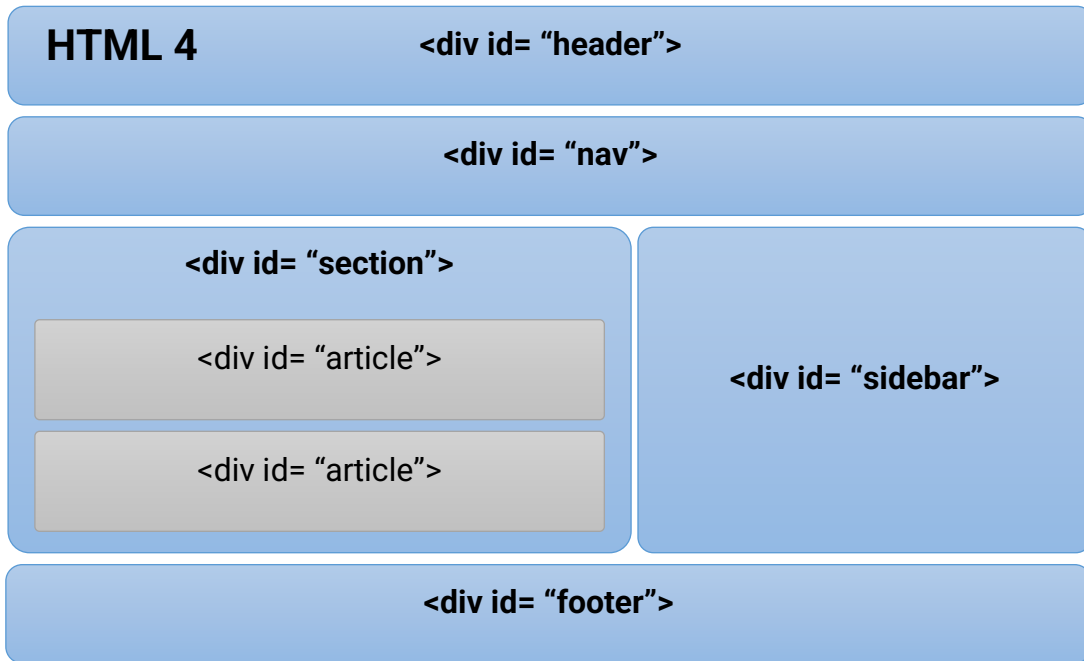 HTML 4
<div id= “header”>
<div id= “nav”>
<div id= “section”>
<div id= “article”>
<div id= “article”>
<div id= “sidebar”>
<div id= “footer”>